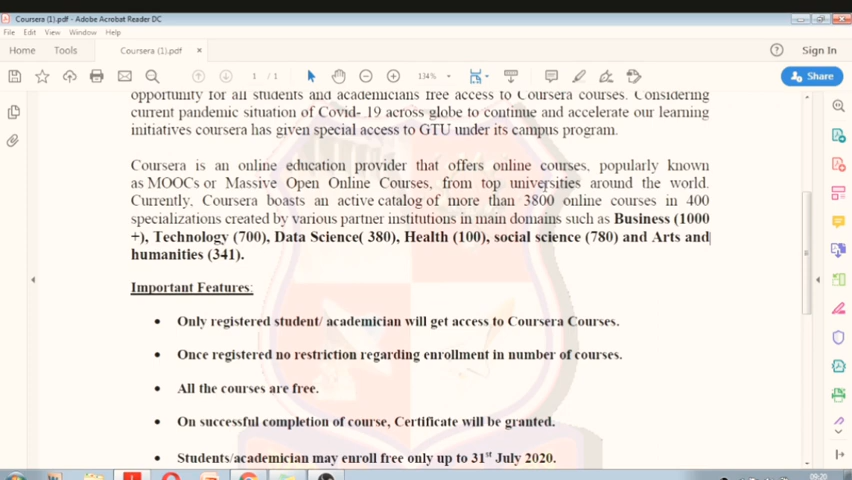 Coursera (1).pdf - Adobe Acrobat Reader DC
File Edit View Window Help
Home Tools Coursera (1).pdf × Sign In
1 / 1 134% Share
opportunity for all students and academicians free access to Coursera courses. Considering
current pandemic situation of Covid- 19 across globe to continue and accelerate our learning
initiatives coursera has given special access to GTU under its campus program.
Coursera is an online education provider that offers online courses, popularly known
as MOOCs or Massive Open Online Courses, from top universities around the world.
Currently, Coursera boasts an active catalog of more than 3800 online courses in 400
specializations created by various partner institutions in main domains such as Business (1000
+), Technology (700), Data Science( 380), Health (100), social science (780) and Arts and
humanities (341).
Important Features:
• Only registered student/ academician will get access to Coursera Courses.
• Once registered no restriction regarding enrollment in number of courses.
• All the courses are free.
• On successful completion of course, Certificate will be granted.
• Students/academician may enroll free only up to 31st July 2020.
09:20